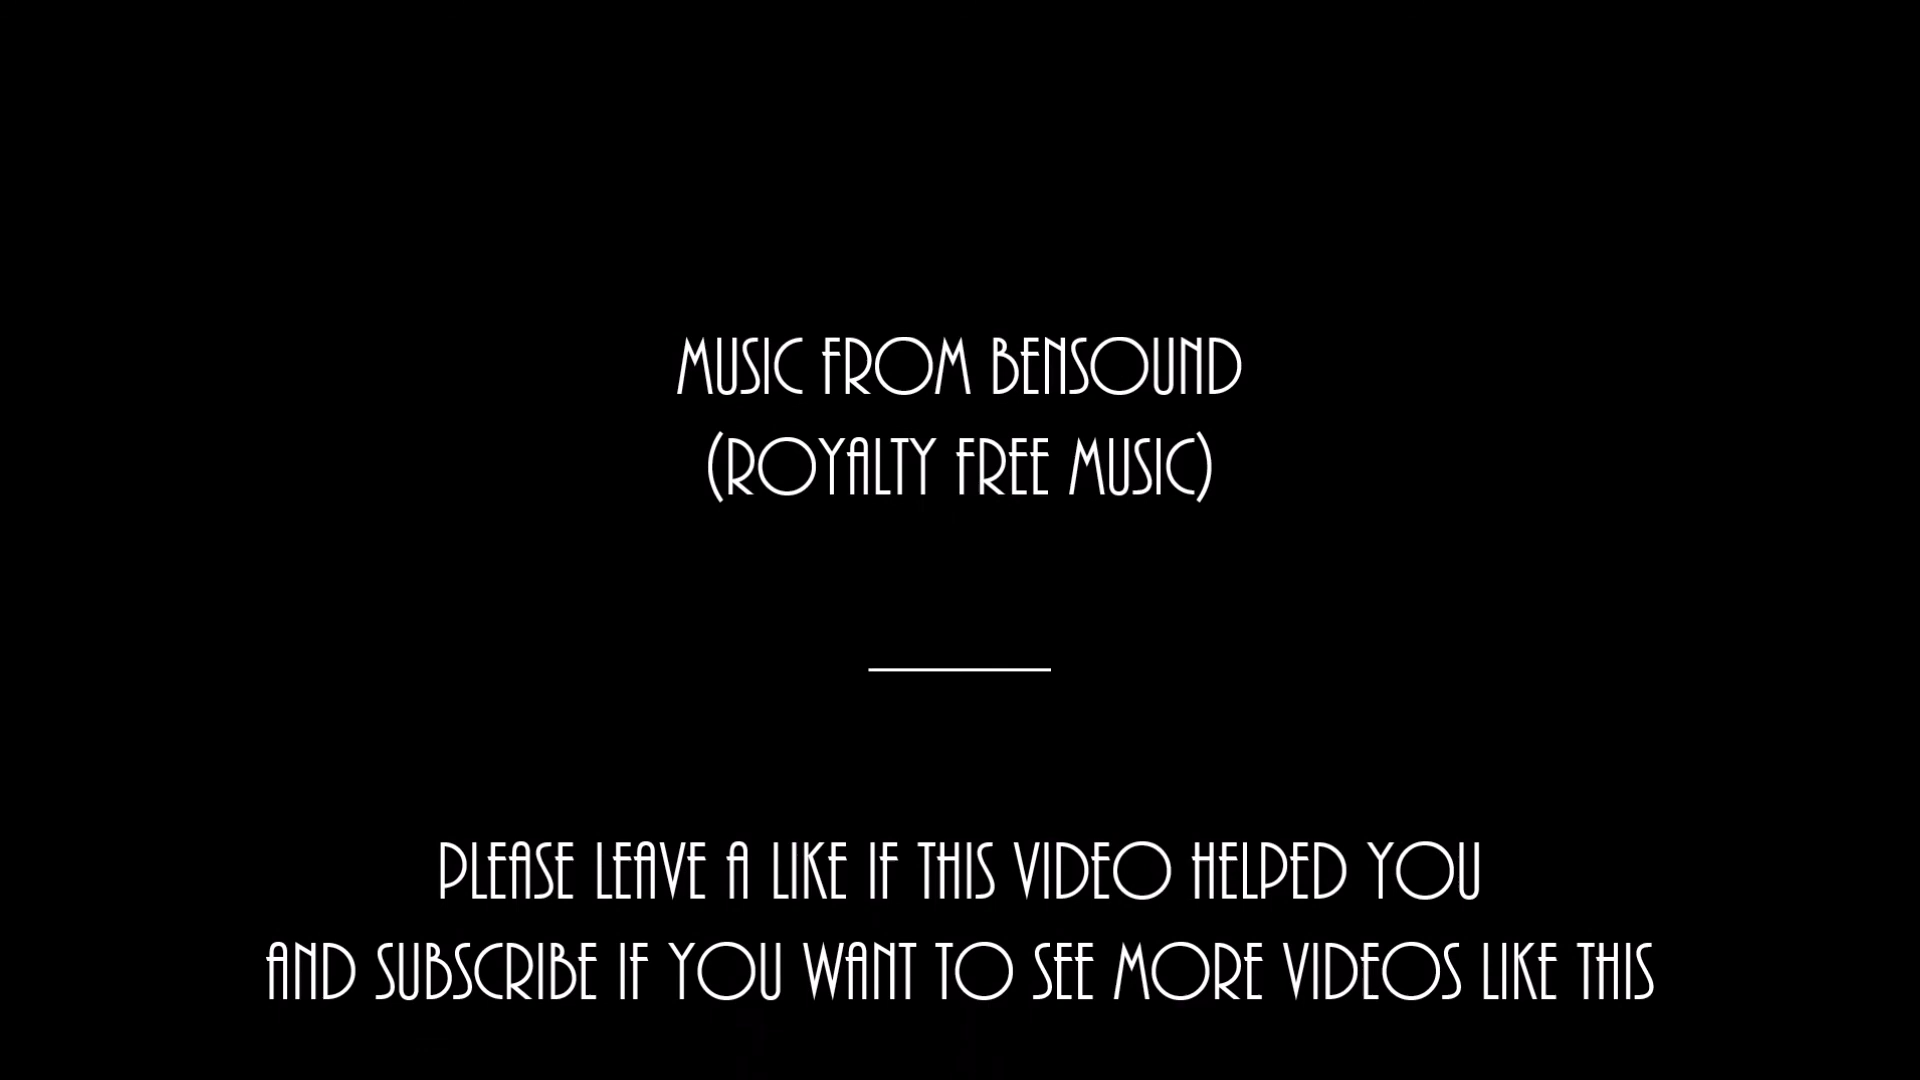 MUSIC FROM BENSOUND
(ROYALTY FREE MUSIC)
PLEASE LEAVE A LIKE IF THIS VIDEO HELPED YOU
AND SUBSCRIBE IF YOU WANT TO SEE MORE VIDEOS LIKE THIS